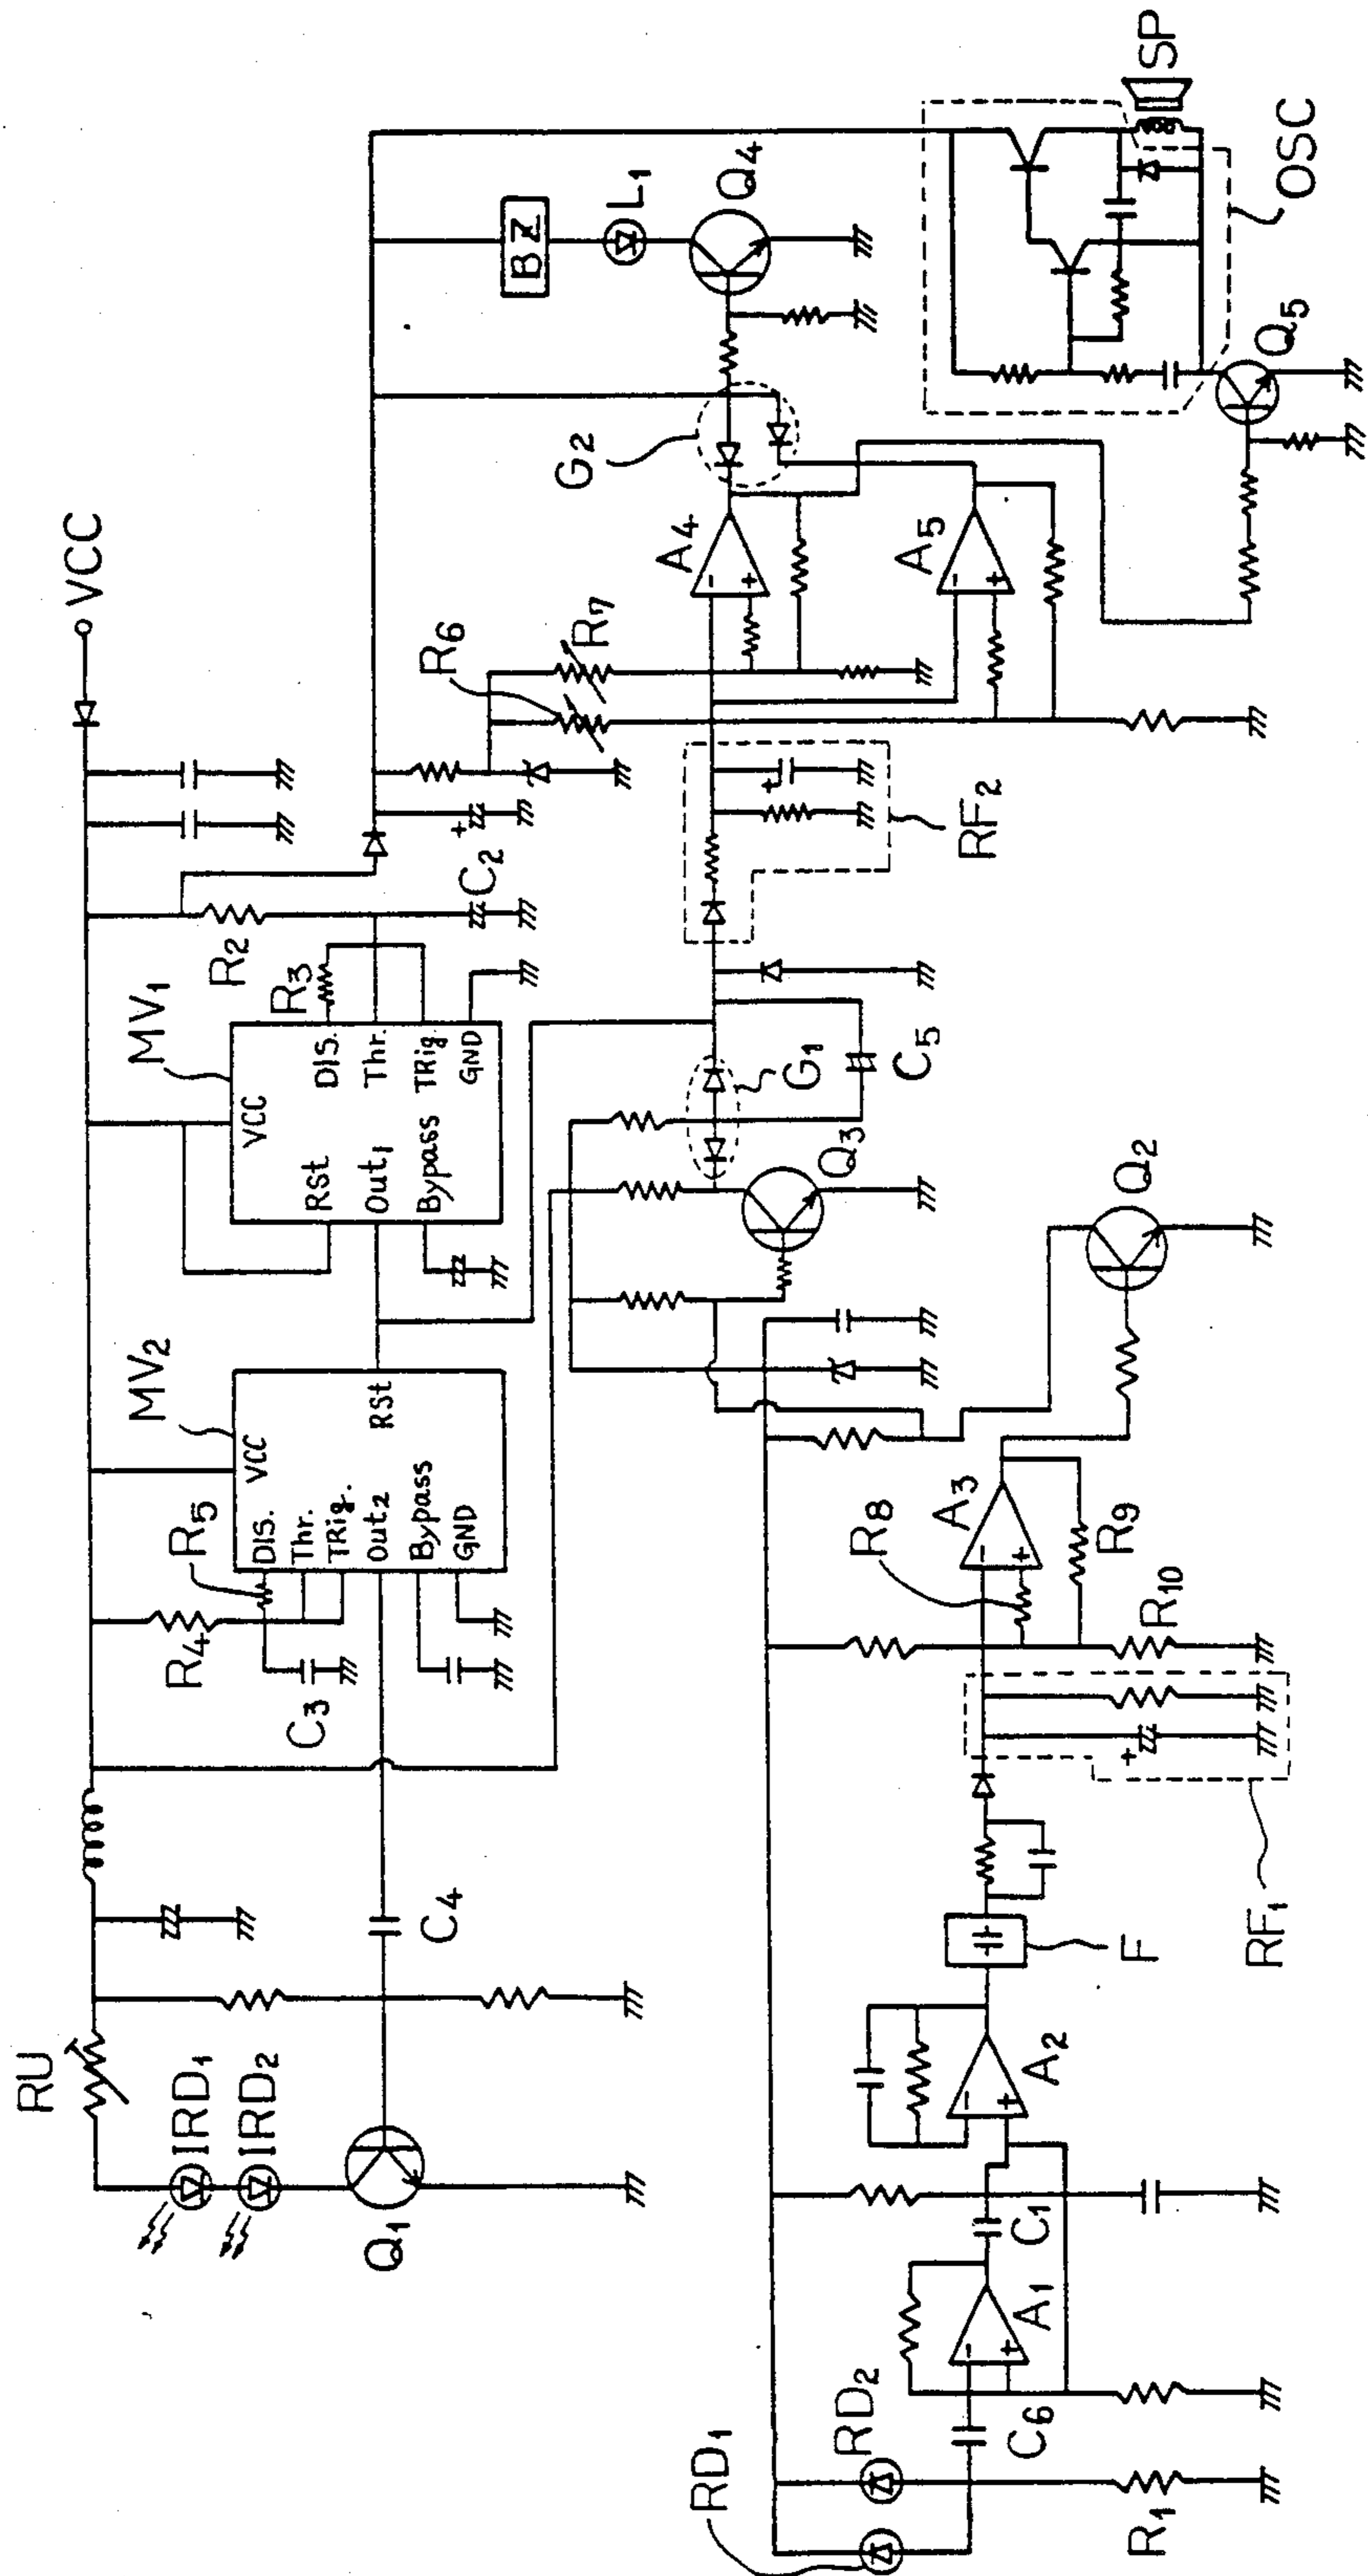 VCC
RU
IRD1
IRD2
Q1
C4
MV2
VCC
DIS.
Thr.
TRig.
Out2
Bypass
GND
RSt
R5
R4
C3
MV1
VCC
RSt
Out1
Bypass
DIS.
Thr.
TRig
GND
R3
R2
C2
+
R6
R7
BZ
L1
Q4
G2
A4
-
+
A5
-
+
RF2
+
G1
C5
Q3
Q2
SP
OSC
Q5
RD1
RD2
R1
C6
A1
-
+
C1
A2
-
+
F
RF1
+
R8
A3
-
+
R9
R10